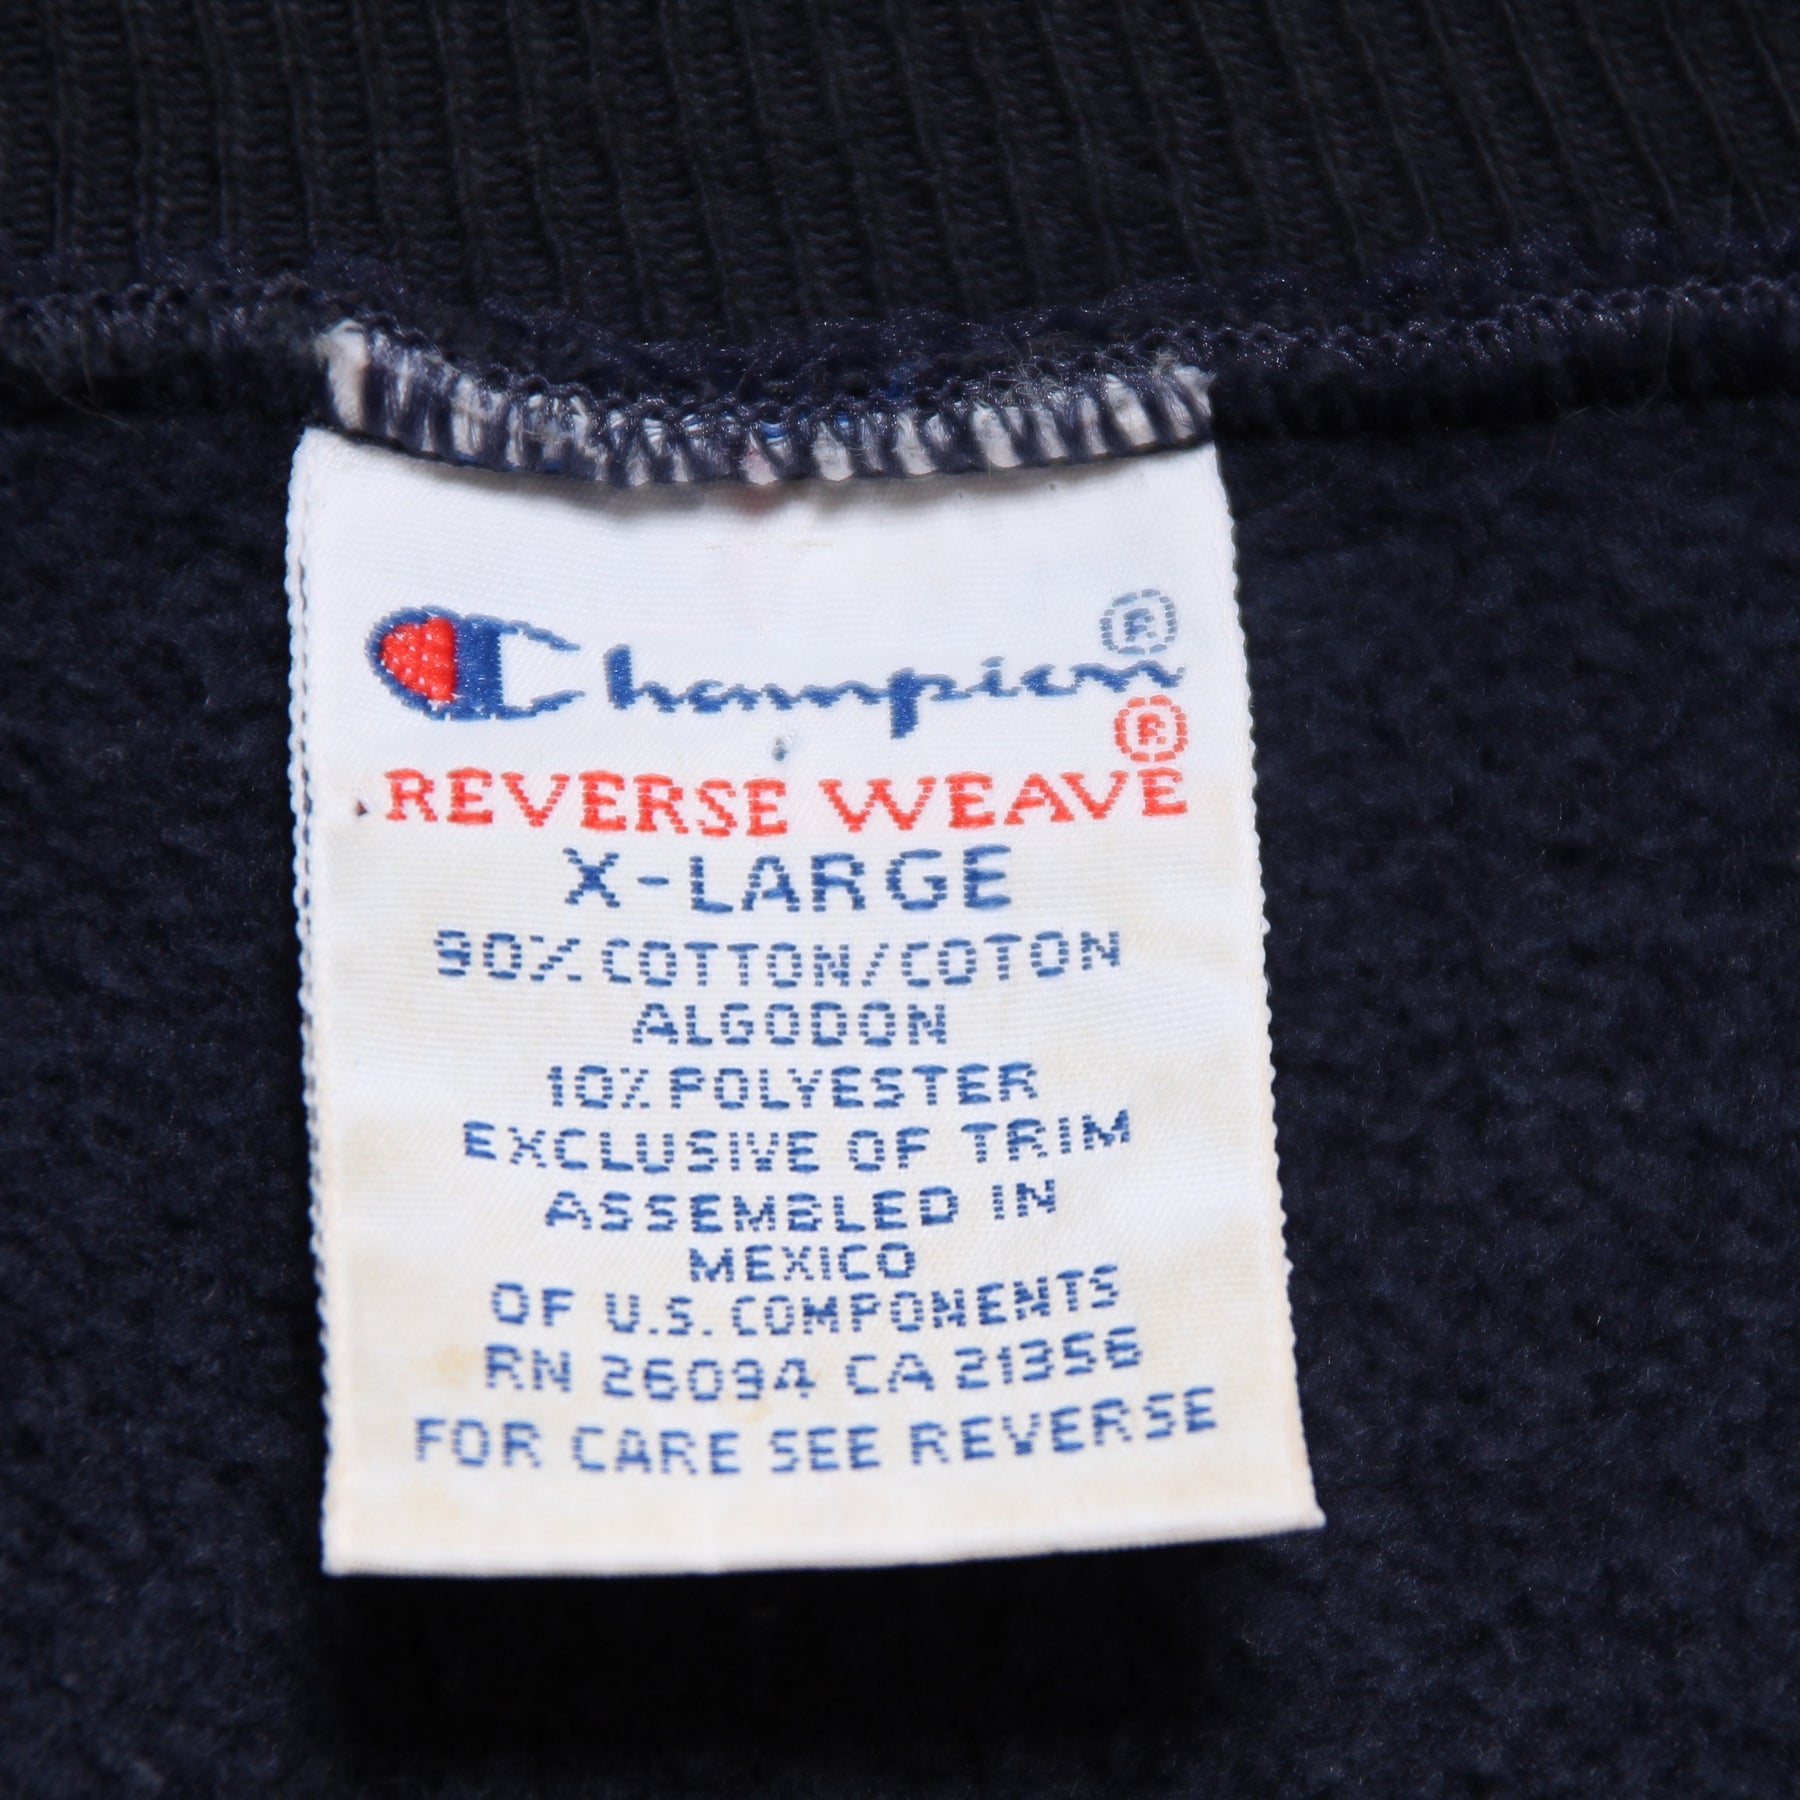 Champion®
REVERSE WEAVE®
X-LARGE
90% COTTON/COTON
ALGODON
10% POLYESTER
EXCLUSIVE OF TRIM
ASSEMBLED IN
MEXICO
OF U.S. COMPONENTS
RN 26094 CA 21356
FOR CARE SEE REVERSE